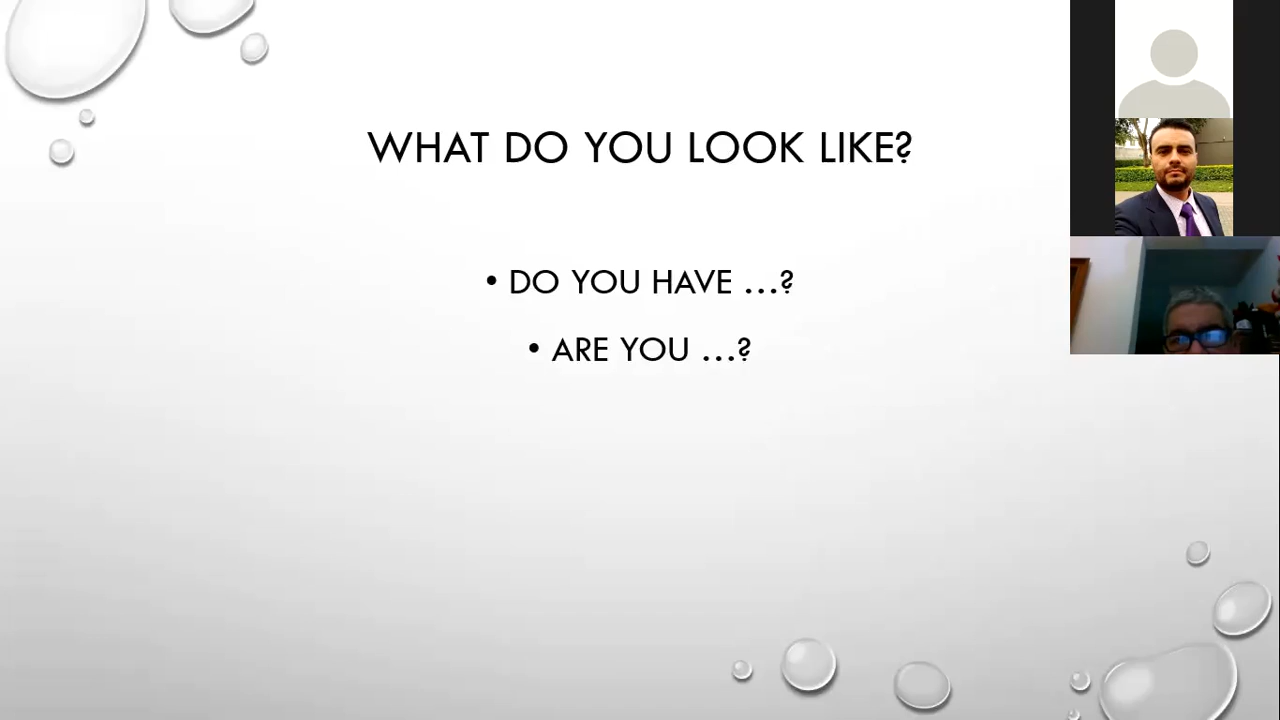 WHAT DO YOU LOOK LIKE?
• DO YOU HAVE ...?
• ARE YOU ...?